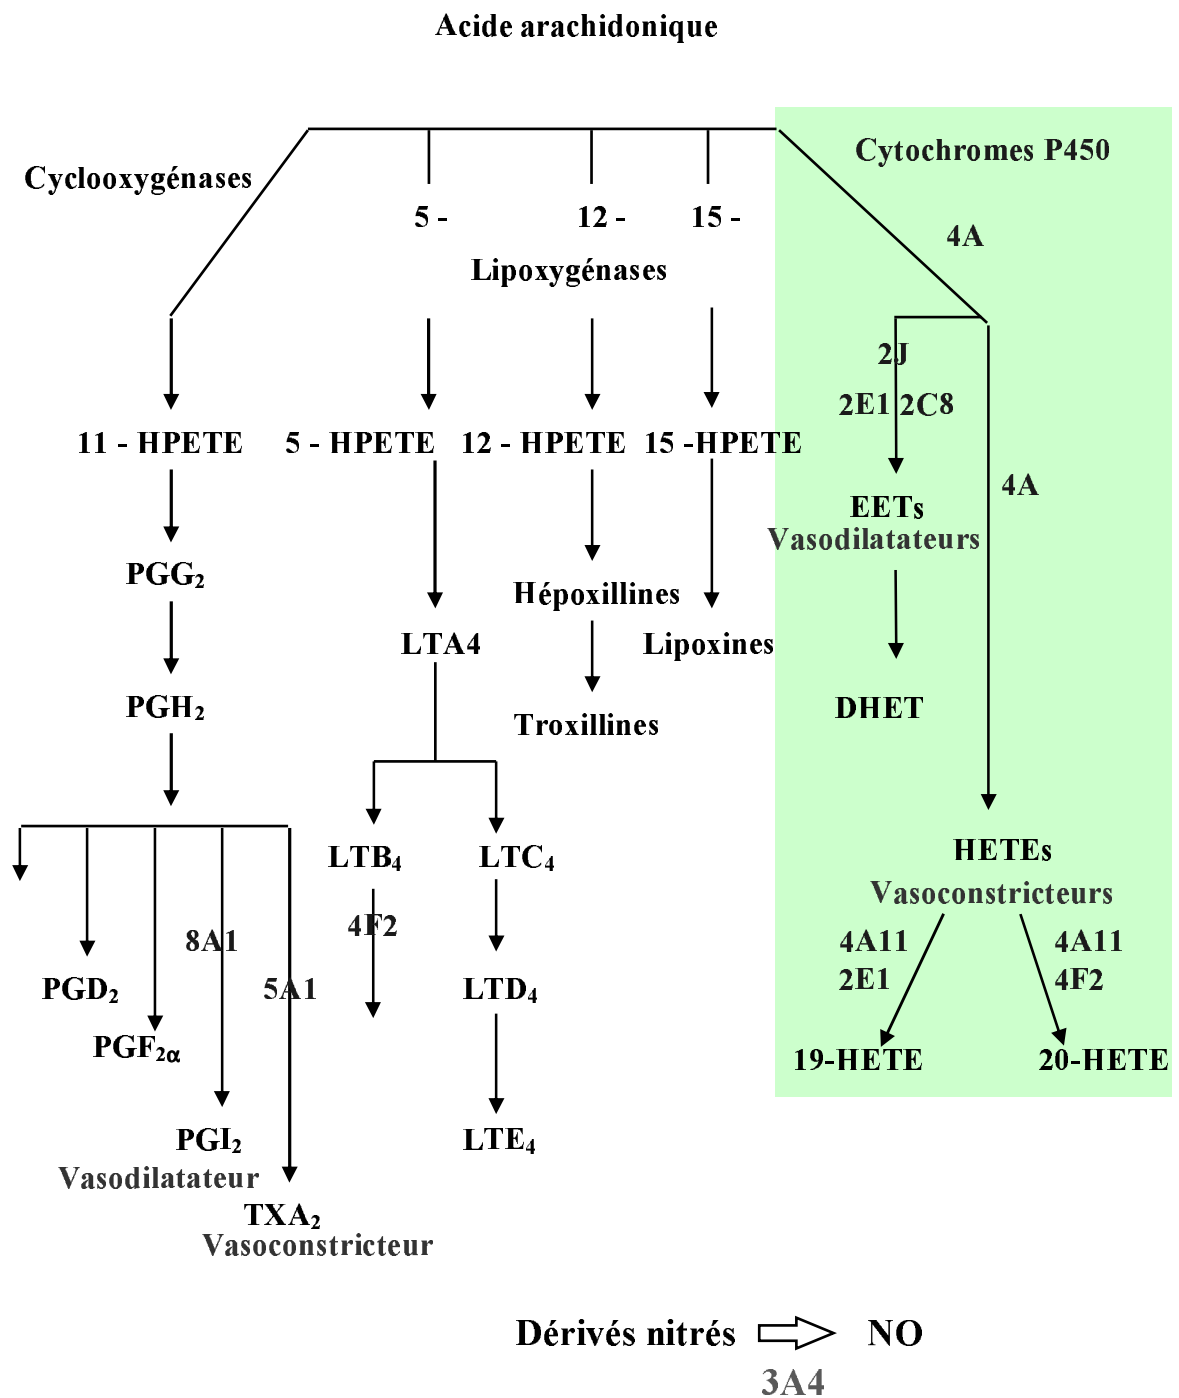 Acide arachidonique
Cytochromes P450
Cyclooxygénases
5 - 12 - 15 -
4A
Lipoxygénases
2J
2E1 2C8
11 - HPETE 5 - HPETE 12 - HPETE 15 -HPETE
4A
EETs
Vasodilatateurs
PGG₂
Hépoxillines
LTA4 Lipoxines
PGH₂ DHET
Troxillines
LTB₄ LTC₄ HETEs
Vasoconstricteurs
4F2
8A1 4A11 4A11
2E1 4F2
PGD₂ 5A1 LTD₄
PGF₂α 19-HETE 20-HETE
PGI₂ LTE₄
Vasodilatateur
TXA₂
Vasoconstricteur
Dérivés nitrés NO
3A4